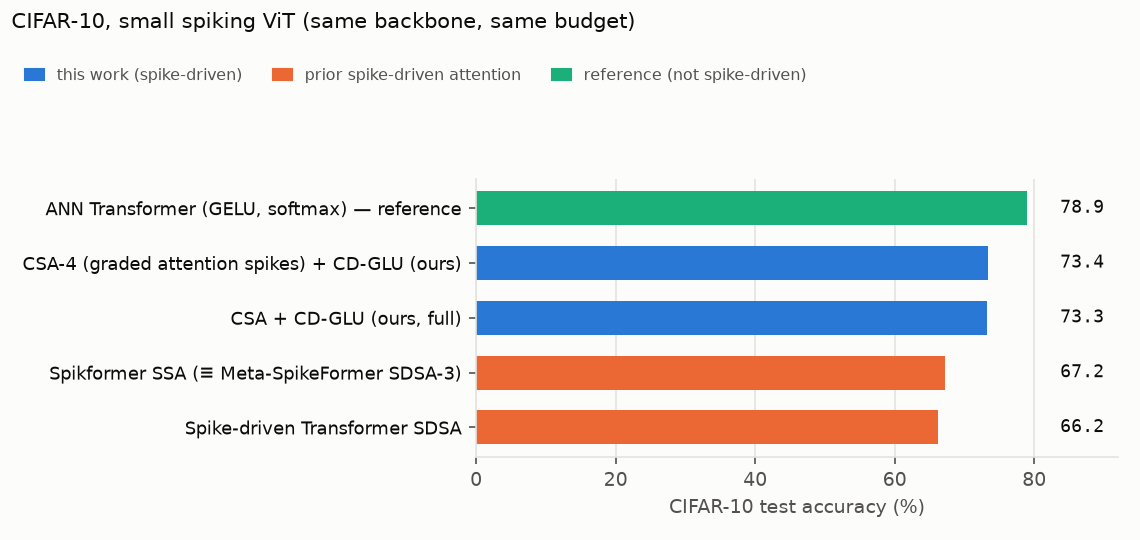 CIFAR-10, small spiking ViT (same backbone, same budget)
this work (spike-driven) prior spike-driven attention reference (not spike-driven)
ANN Transformer (GELU, softmax) — reference 78.9
CSA-4 (graded attention spikes) + CD-GLU (ours) 73.4
CSA + CD-GLU (ours, full) 73.3
Spikformer SSA (≡ Meta-SpikeFormer SDSA-3) 67.2
Spike-driven Transformer SDSA 66.2
0 20 40 60 80
CIFAR-10 test accuracy (%)